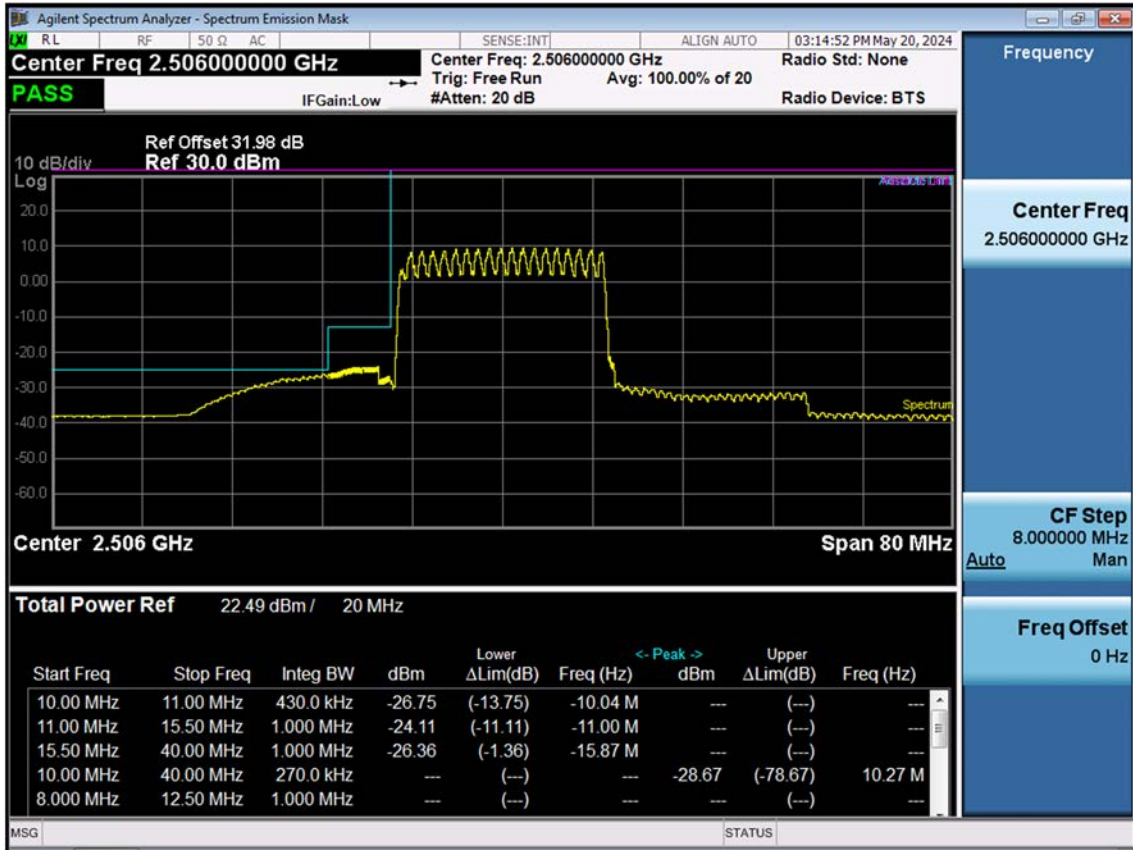 Agilent Spectrum Analyzer - Spectrum Emission Mask
LXI RL RF 50 Ω AC SENSE:INT ALIGN AUTO 03:14:52 PM May 20, 2024
Center Freq 2.506000000 GHz Center Freq: 2.506000000 GHz Radio Std: None
Trig: Free Run Avg: 100.00% of 20
PASS IFGain:Low #Atten: 20 dB Radio Device: BTS
Ref Offset 31.98 dB
10 dB/div Ref 30.0 dBm
Log
20.0
10.0
0.00
-10.0
-20.0
-30.0
Spectrum
-40.0
-50.0
-60.0
Center 2.506 GHz Span 80 MHz
Total Power Ref 22.49 dBm / 20 MHz
Lower <- Peak -> Upper
Start Freq Stop Freq Integ BW dBm ΔLim(dB) Freq (Hz) dBm ΔLim(dB) Freq (Hz)
10.00 MHz 11.00 MHz 430.0 kHz -26.75 (-13.75) -10.04 M --- (---) ---
11.00 MHz 15.50 MHz 1.000 MHz -24.11 (-11.11) -11.00 M --- (---) ---
15.50 MHz 40.00 MHz 1.000 MHz -26.36 (-1.36) -15.87 M --- (---) ---
10.00 MHz 40.00 MHz 270.0 kHz --- (---) --- -28.67 (-78.67) 10.27 M
8.000 MHz 12.50 MHz 1.000 MHz --- (---) --- --- (---) ---
MSG STATUS
Frequency
Center Freq
2.506000000 GHz
CF Step
8.000000 MHz
Auto Man
Freq Offset
0 Hz